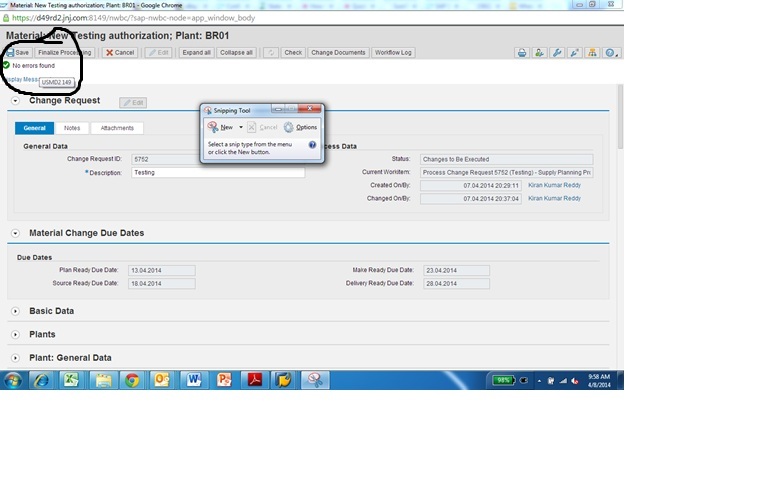 Material: New Testing authorization; Plant: BR01 - Google Chrome
https://d49rd2.jnj.com:8149/nwbc/?sap-nwbc-node=app_window_body
Material: New Testing authorization; Plant: BR01
Save Finalize Processing Cancel Edit Expand all Collapse all Check Change Documents Workflow Log
No errors found
USMD2 149
Change Request Edit
Snipping Tool
New Cancel Options
Select a snip type from the menu
or click the New button.
General Notes Attachments
General Data
Change Request ID: 5752
*Description: Testing
Data
Status: Changes to Be Executed
Current Workitem: Process Change Request 5752 (Testing) - Supply Planning Pr
Created On/By: 07.04.2014 20:29:11 Kiran Kumar Reddy
Changed On/By: 07.04.2014 20:37:04 Kiran Kumar Reddy
Material Change Due Dates
Due Dates
Plan Ready Due Date: 13.04.2014 Make Ready Due Date: 23.04.2014
Source Ready Due Date: 18.04.2014 Delivery Ready Due Date: 28.04.2014
Basic Data
Plants
Plant: General Data
98%
9:58 AM
4/8/2014